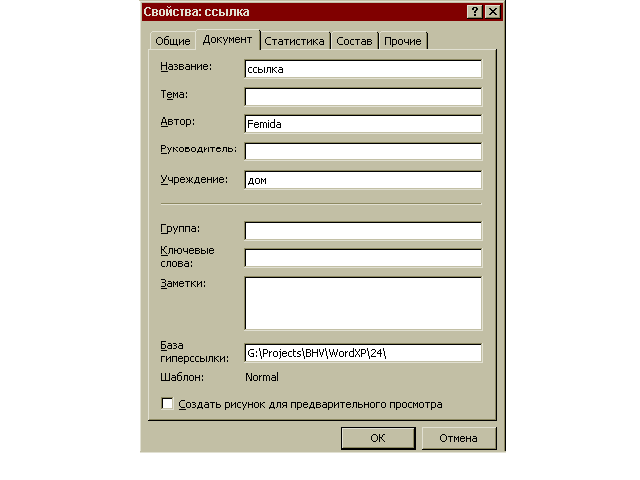 Свойства: ссылка
Общие Документ Статистика Состав Прочие
Название: ссылка
Тема:
Автор: Femida
Руководитель:
Учреждение: дом
Группа:
Ключевые
слова:
Заметки:
База
гиперссылки: G:\Projects\BHV\WordXP\24\
Шаблон: Normal
Создать рисунок для предварительного просмотра
OK Отмена